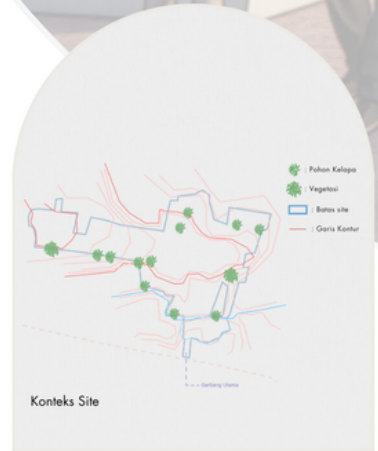 : Pohon Kelapa
: Vegetasi
: Batas site
: Garis Kontur
Gerbang Utama
Konteks Site